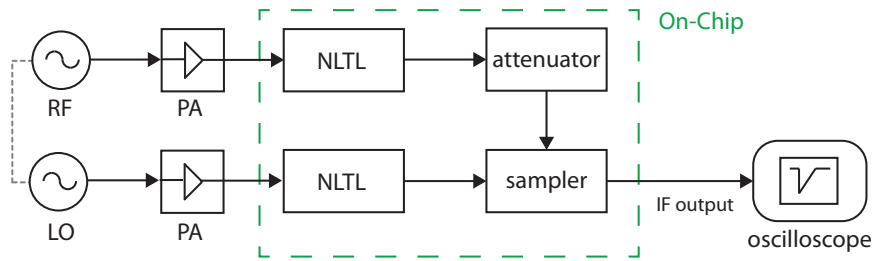 On-Chip
NLTL
attenuator
RF
PA
NLTL
sampler
IF output
LO
PA
oscilloscope